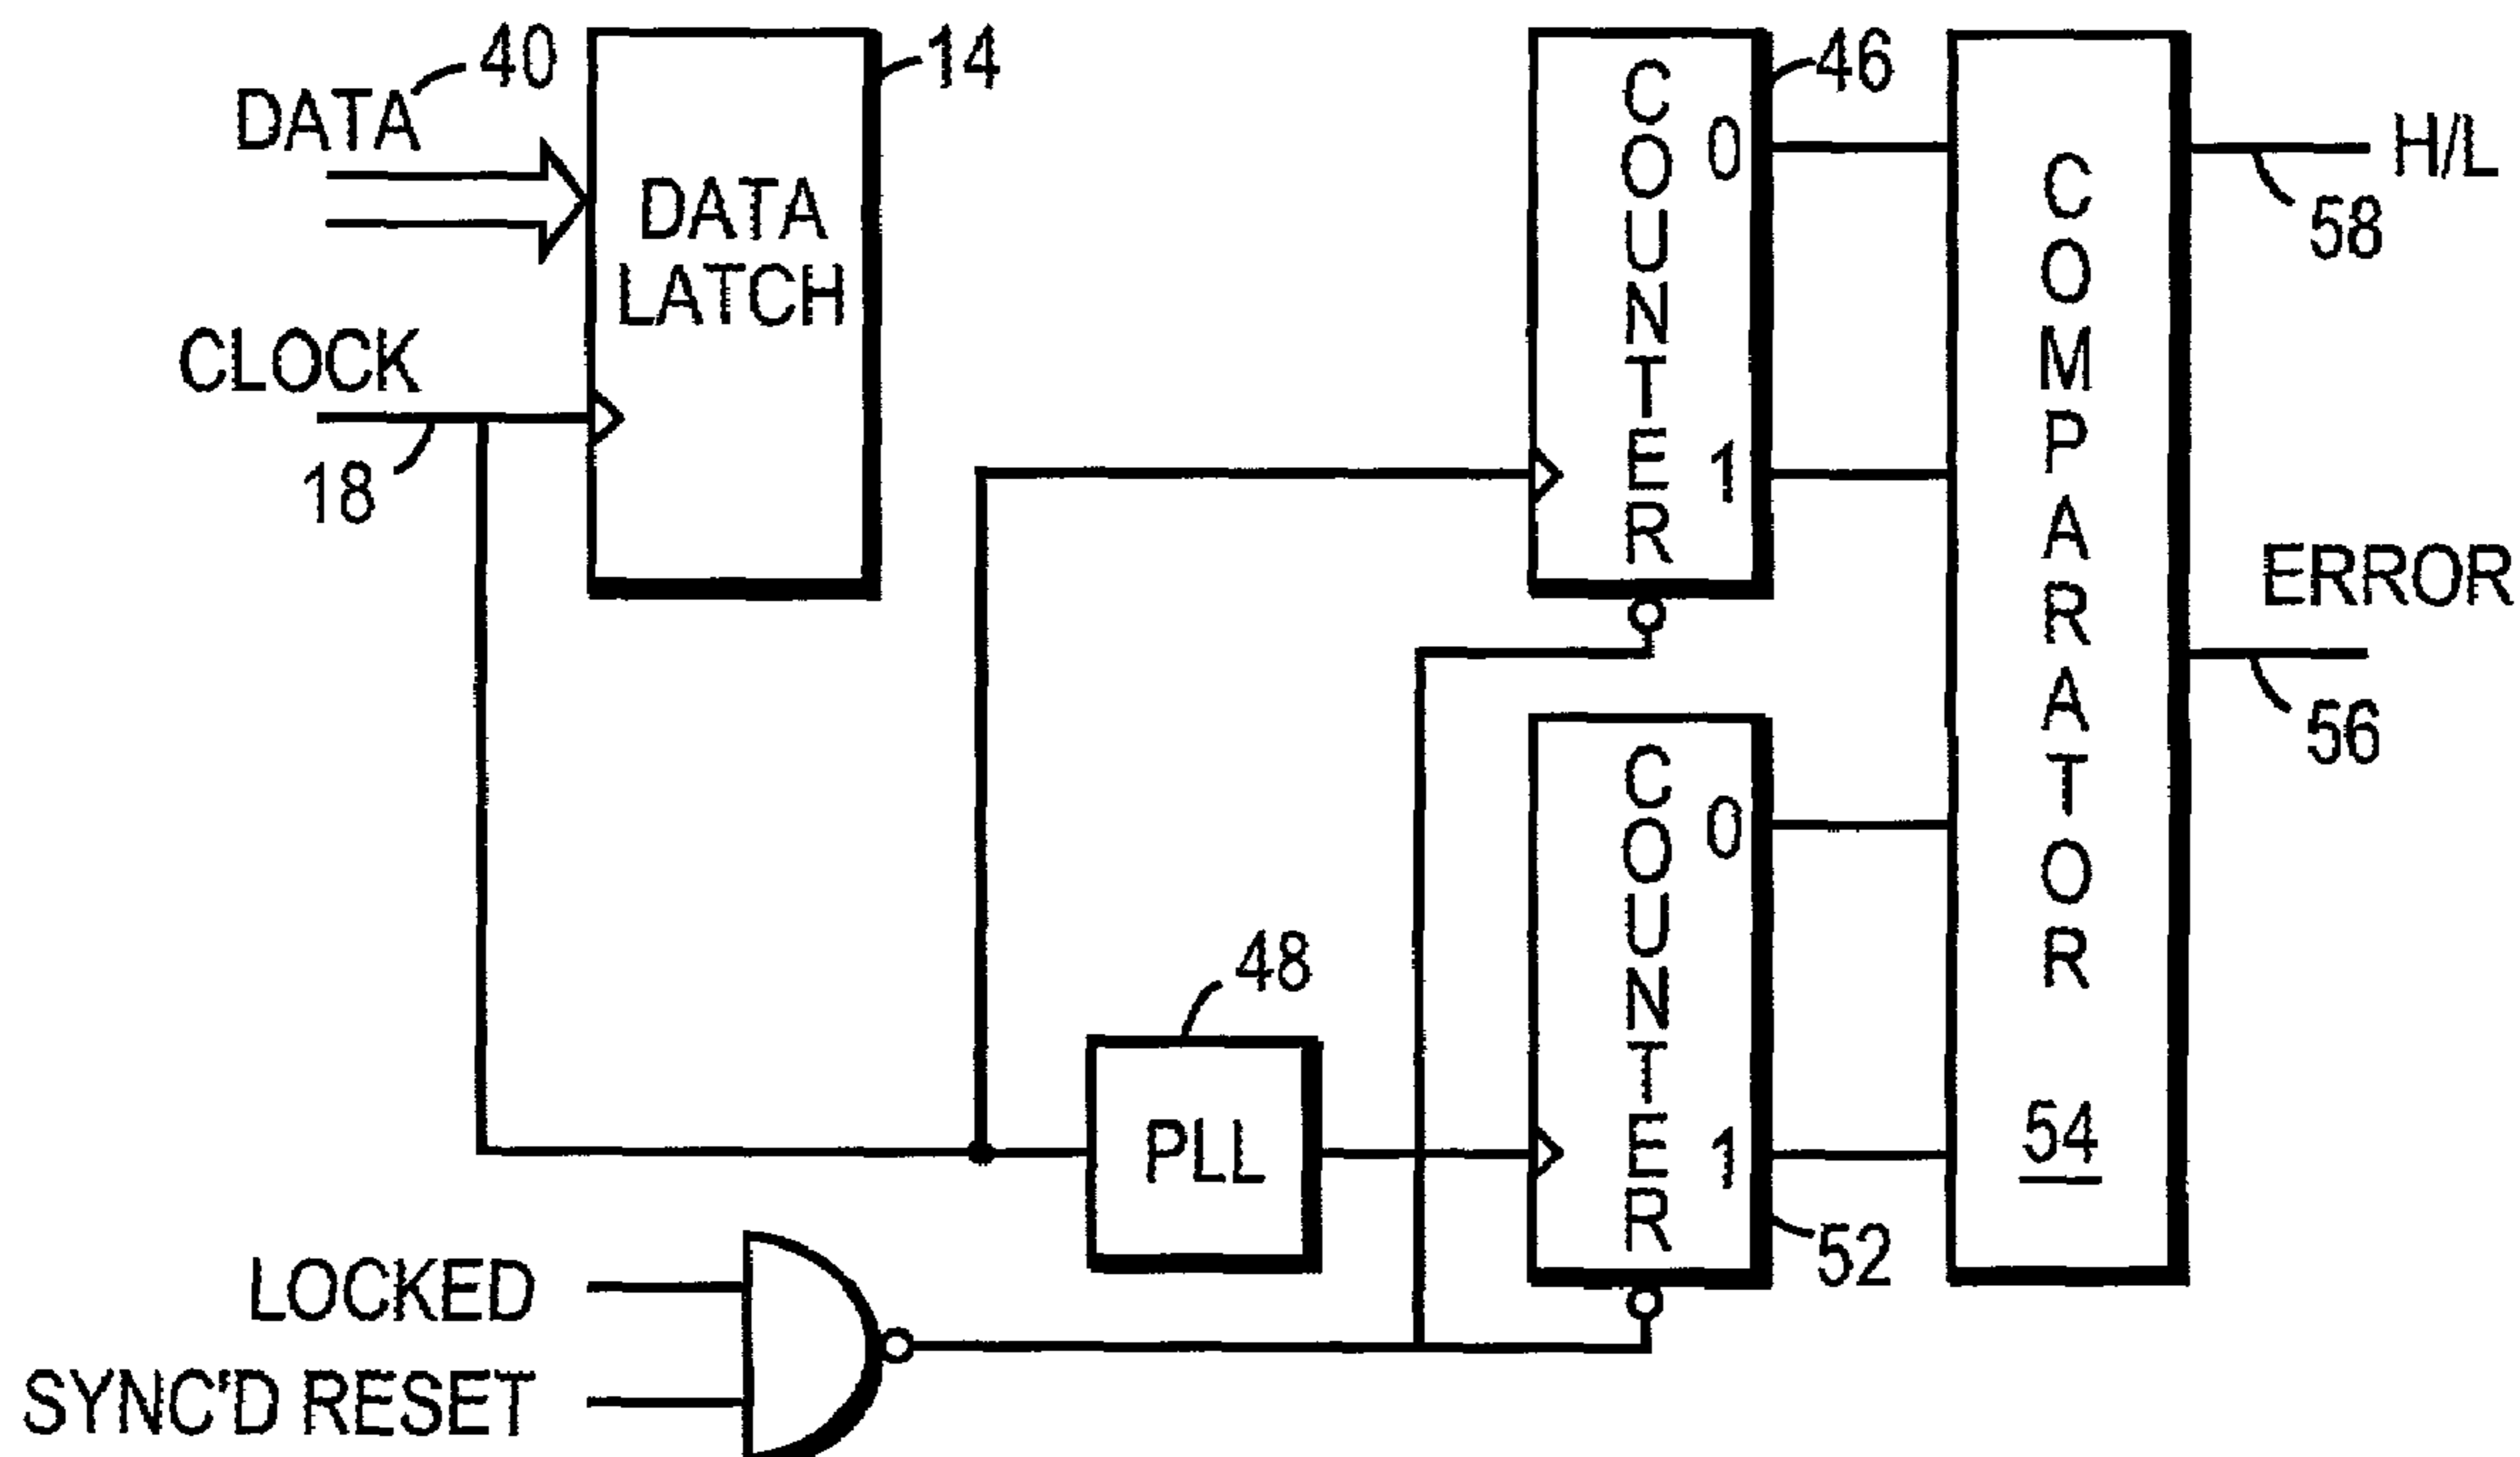 DATA
40
DATA
LATCH
14
CLOCK
18
COUNTER
0
1
46
COMPARATOR
54
H/L
58
ERROR
56
PLL
48
COUNTER
0
1
52
LOCKED
SYNC'D RESET